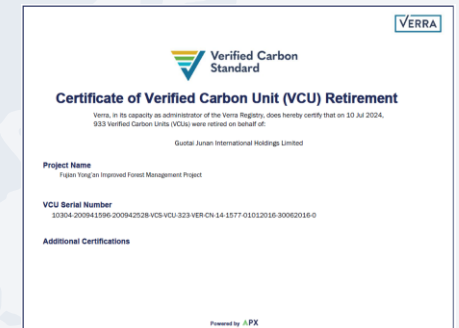 VERRA
Verified Carbon
Standard
Certificate of Verified Carbon Unit (VCU) Retirement
Verra, in its capacity as administrator of the Verra Registry, does hereby certify that on 10 Jul 2024,
933 Verified Carbon Units (VCUs) were retired on behalf of:
Guotai Junan International Holdings Limited
Project Name
Fujian Yong'an Improved Forest Management Project
VCU Serial Number
10304-200941596-200942528-VCS-VCU-323-VER-CN-14-1577-01012016-30062016-0
Additional Certifications
Powered by APX